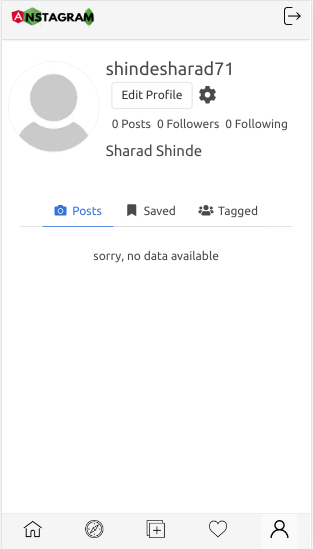 ANSTAGRAM
shindesharad71
Edit Profile
0 Posts 0 Followers 0 Following
Sharad Shinde
Posts Saved Tagged
sorry, no data available